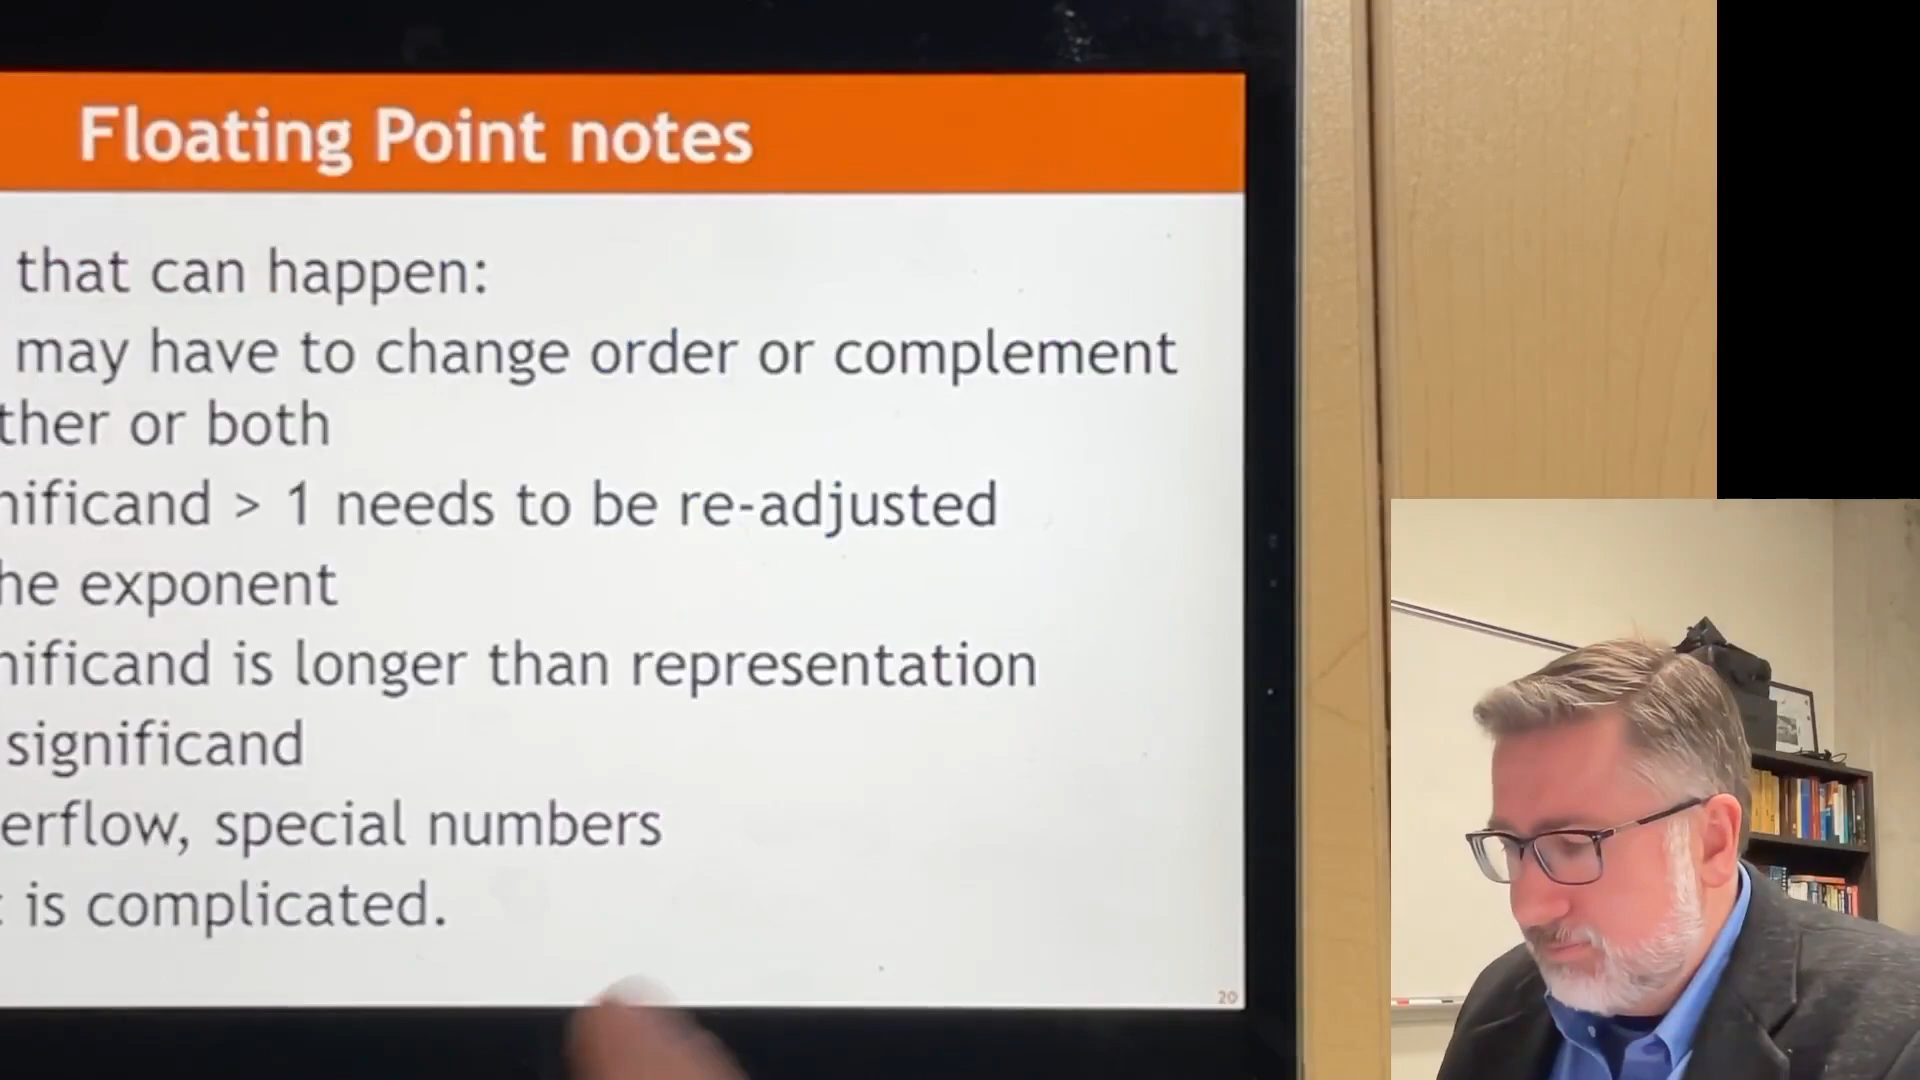 Floating Point notes
that can happen:
may have to change order or complement
ther or both
nificand > 1 needs to be re-adjusted
he exponent
nificand is longer than representation
significand
erflow, special numbers
is complicated.
20